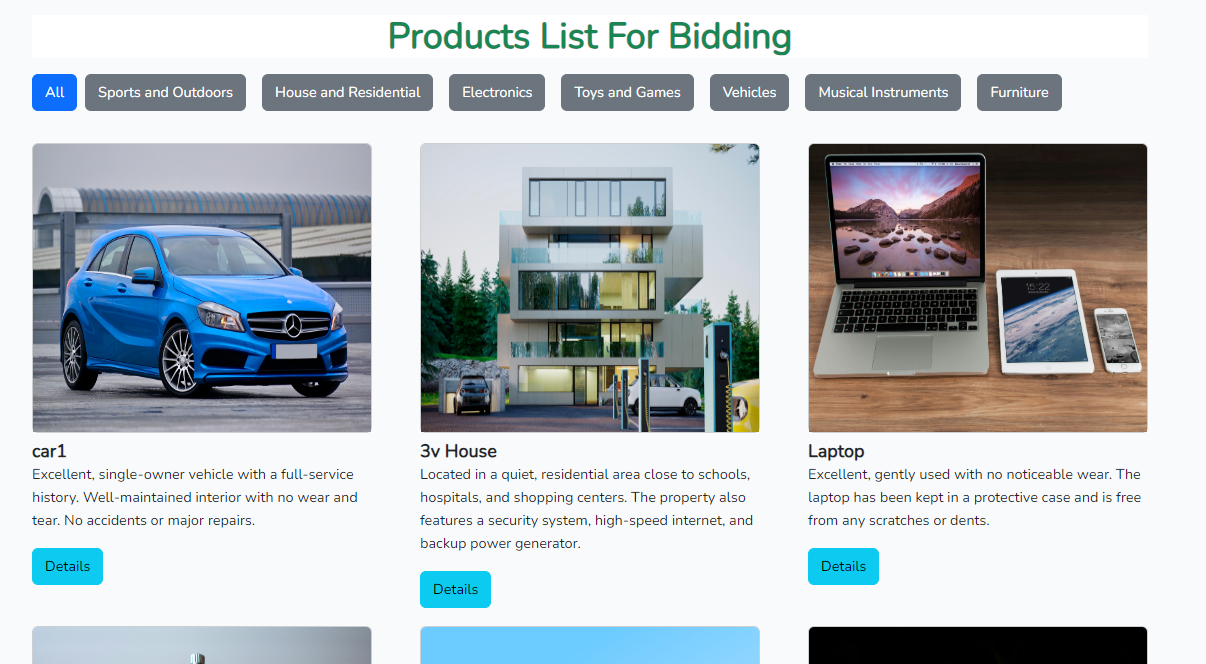 Products List For Bidding
All
Sports and Outdoors
House and Residential
Electronics
Toys and Games
Vehicles
Musical Instruments
Furniture
15:22
car1
Excellent, single-owner vehicle with a full-service
history. Well-maintained interior with no wear and
tear. No accidents or major repairs.
Details
3v House
Located in a quiet, residential area close to schools,
hospitals, and shopping centers. The property also
features a security system, high-speed internet, and
backup power generator.
Details
Laptop
Excellent, gently used with no noticeable wear. The
laptop has been kept in a protective case and is free
from any scratches or dents.
Details